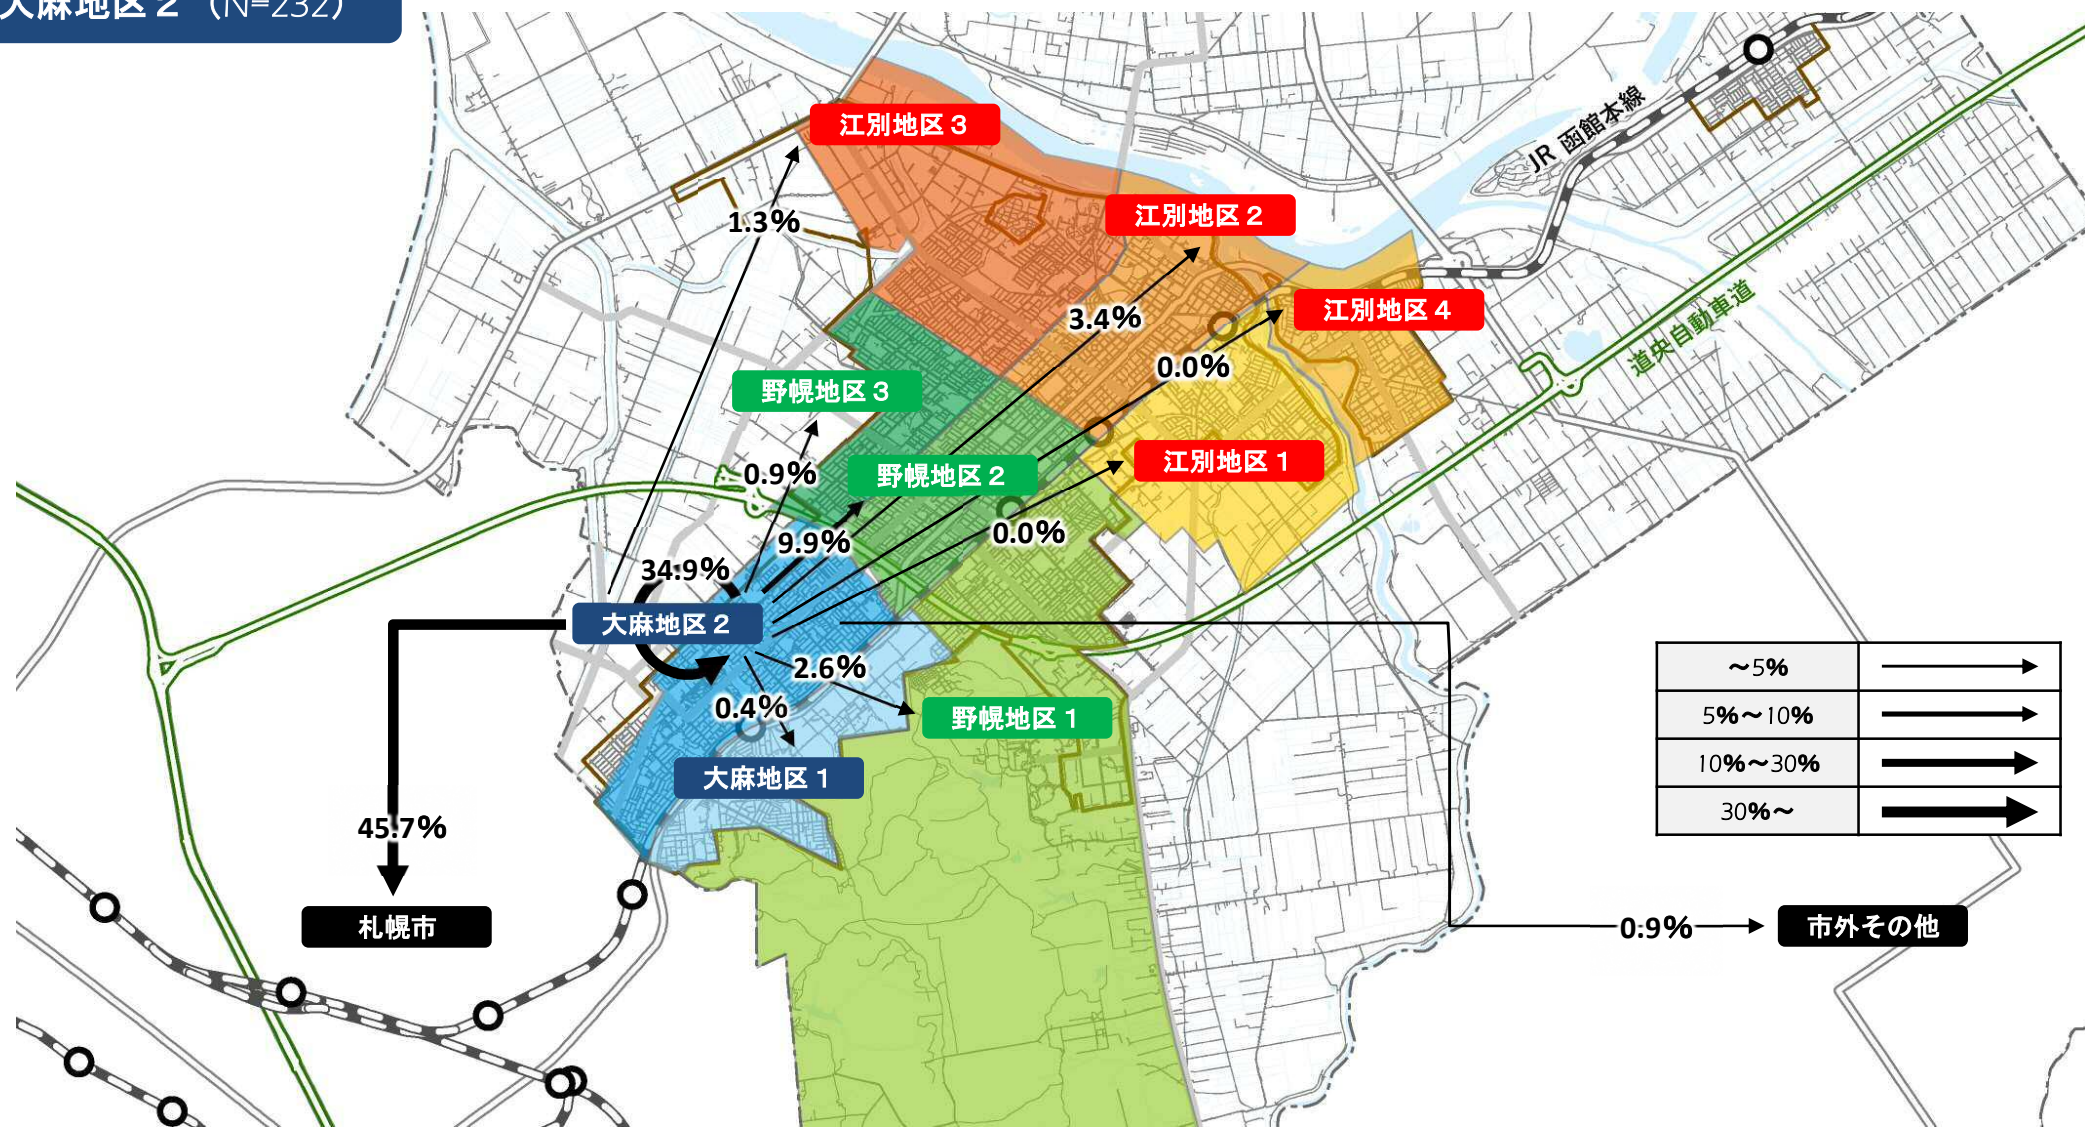 大麻地区２（N=232）
江別地区３
JR 函館本線
江別地区２
1.3%
江別地区４
3.4%
道央自動車道
0.0%
野幌地区３
江別地区１
野幌地区２
0.9%
0.0%
9.9%
34.9%
大麻地区２
2.6%
～5%
0.4%
野幌地区１
5%～10%
10%～30%
大麻地区１
30%～
45.7%
札幌市
0.9%
市外その他